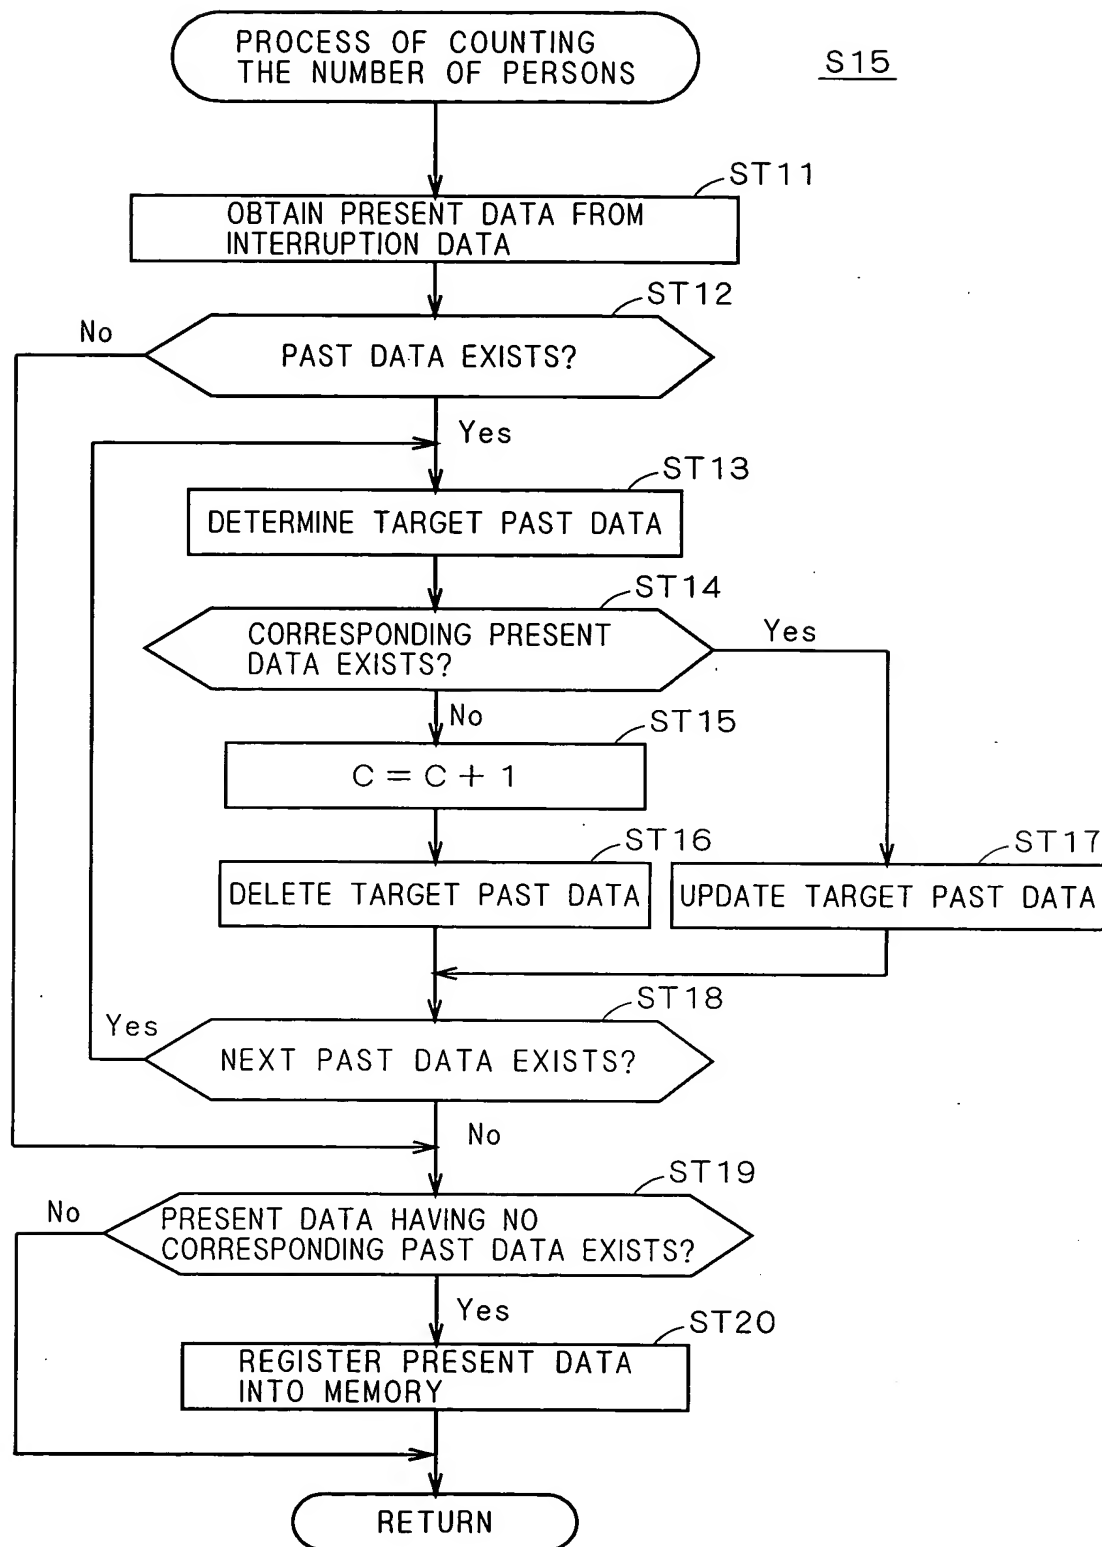 PROCESS OF COUNTING
THE NUMBER OF PERSONS
S15
ST11
OBTAIN PRESENT DATA FROM
INTERRUPTION DATA
ST12
No
PAST DATA EXISTS?
Yes
ST13
DETERMINE TARGET PAST DATA
ST14
CORRESPONDING PRESENT
DATA EXISTS?
Yes
No
ST15
C = C + 1
ST16
ST17
DELETE TARGET PAST DATA
UPDATE TARGET PAST DATA
ST18
Yes
NEXT PAST DATA EXISTS?
No
ST19
No
PRESENT DATA HAVING NO
CORRESPONDING PAST DATA EXISTS?
Yes
ST20
REGISTER PRESENT DATA
INTO MEMORY
RETURN